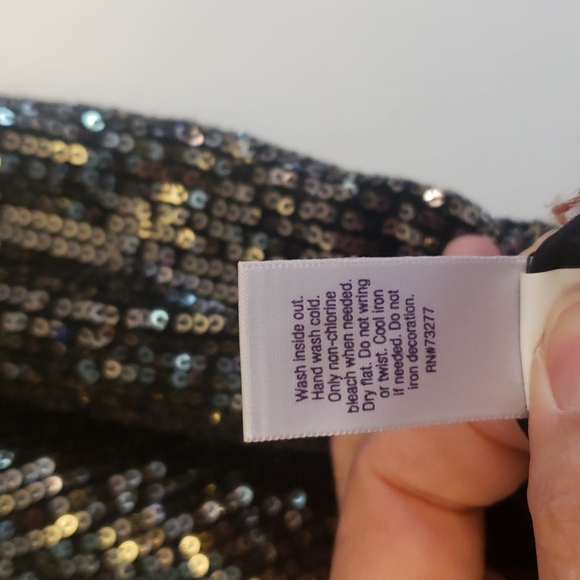 Wash inside out.
Hand wash cold.
Only non-chlorine
bleach when needed.
Dry flat. Do not wring
or twist. Cool iron
if needed. Do not
iron decoration.
RN#73277